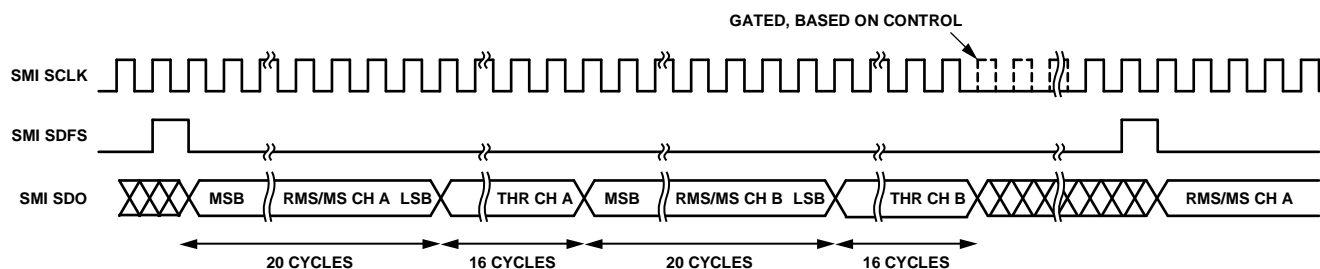 GATED, BASED ON CONTROL
SMI SCLK
SMI SDFS
SMI SDO
MSB
RMS/MS CH A LSB
THR CH A
MSB
RMS/MS CH B LSB
THR CH B
RMS/MS CH A
20 CYCLES
16 CYCLES
20 CYCLES
16 CYCLES